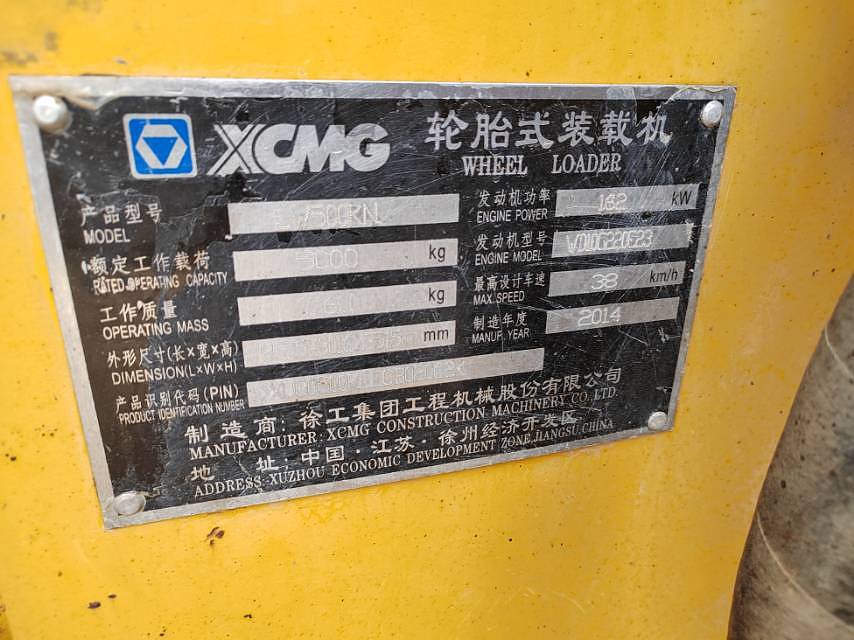 XCMG 轮胎式装载机
WHEEL LOADER
产品型号
MODEL
额定工作载荷 5000 kg
RATED OPERATING CAPACITY
工作质量 kg
OPERATING MASS
外形尺寸(长×宽×高) mm
DIMENSION(L×W×H)
产品识别代码(PIN)
PRODUCT IDENTIFICATION NUMBER
发动机功率 162 kW
ENGINE POWER
发动机型号
ENGINE MODEL
最高设计车速 38 km/h
MAX.SPEED
制造年度 2014
MANUF.YEAR
制造商:徐工集团工程机械股份有限公司
MANUFACTURER:XCMG CONSTRUCTION MACHINERY CO.LTD.
地 址:中国·江苏·徐州经济开发区
ADDRESS:XUZHOU ECONOMIC DEVELOPMENT ZONE,JIANGSU,CHINA